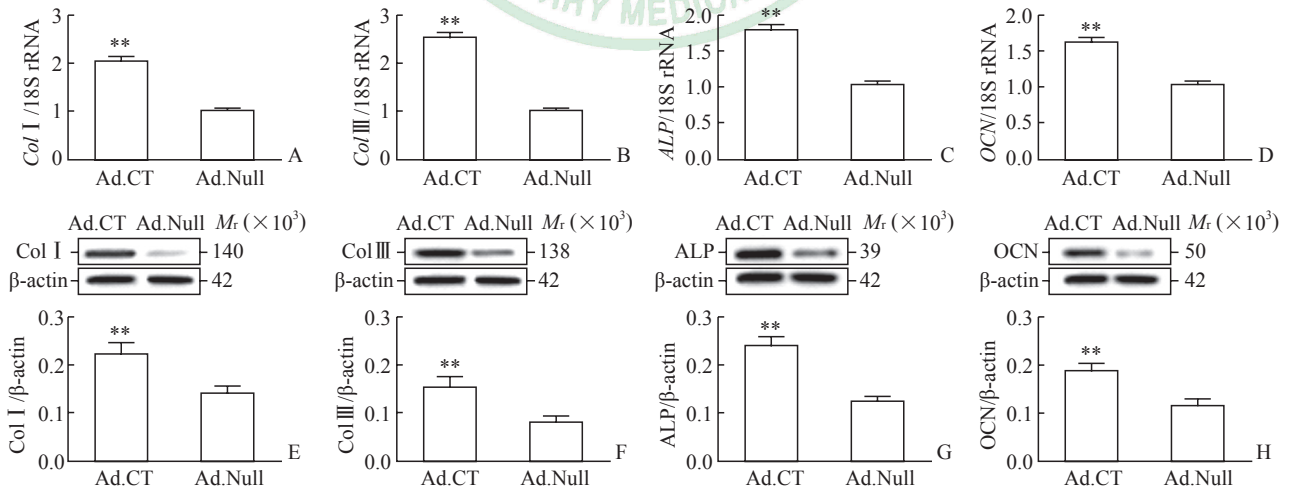 ARY MEDIC
Col Ⅰ/18S rRNA
3
2
1
0
**
Ad.CT Ad.Null
A
Col Ⅲ/18S rRNA
3
2
1
0
**
Ad.CT Ad.Null
B
ALP/18S rRNA
2.0
1.5
1.0
0.5
0.0
**
Ad.CT Ad.Null
C
OCN/18S rRNA
2.0
1.5
1.0
0.5
0.0
**
Ad.CT Ad.Null
D
Ad.CT Ad.Null Mr (×10³)
Col Ⅰ 140
β-actin 42
Ad.CT Ad.Null Mr (×10³)
Col Ⅲ 138
β-actin 42
Ad.CT Ad.Null Mr (×10³)
ALP 39
β-actin 42
Ad.CT Ad.Null Mr (×10³)
OCN 50
β-actin 42
Col Ⅰ/β-actin
0.3
0.2
0.1
0.0
**
Ad.CT Ad.Null
E
Col Ⅲ/β-actin
0.3
0.2
0.1
0.0
**
Ad.CT Ad.Null
F
ALP/β-actin
0.3
0.2
0.1
0.0
**
Ad.CT Ad.Null
G
OCN/β-actin
0.3
0.2
0.1
0.0
**
Ad.CT Ad.Null
H